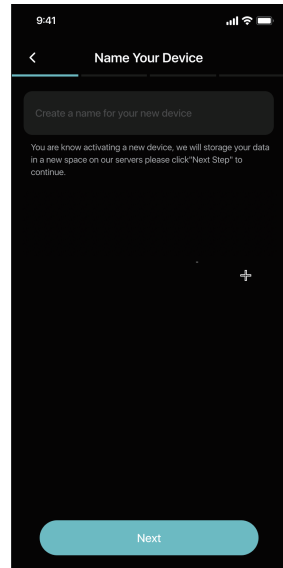 9:41
Name Your Device
Create a name for your new device
You are know activating a new device, we will storage your data
in a new space on our servers please click"Next Step" to
continue.
Next